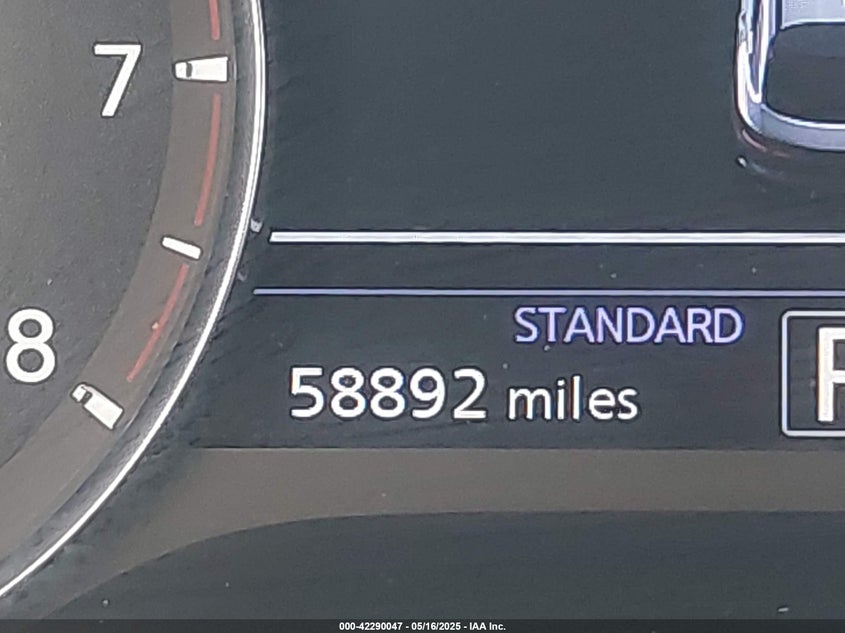 7
8
STANDARD
58892 miles
000-42290047 - 05/16/2025 - IAA Inc.